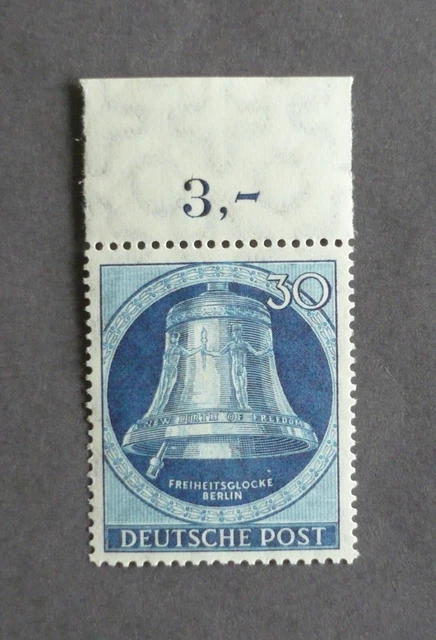 3,-
30
NEW BIRTH OF FREEDOM
FREIHEITSGLOCKE
BERLIN
DEUTSCHE POST